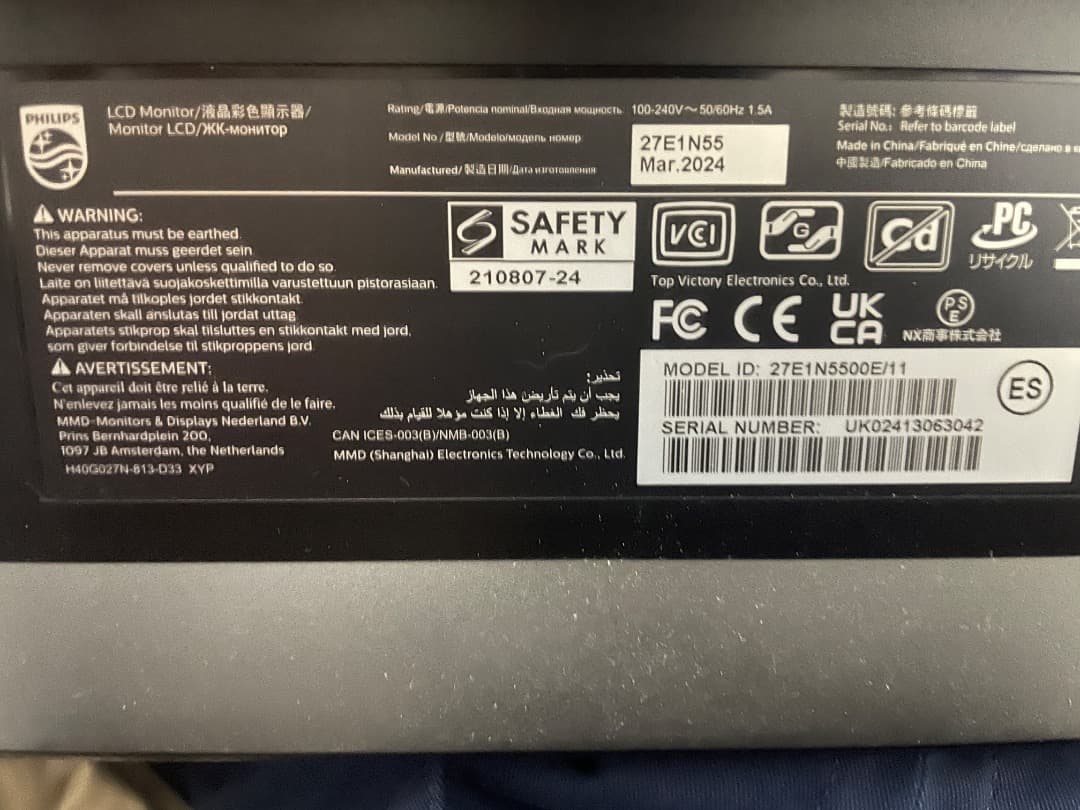 PHILIPS
LCD Monitor/液晶彩色顯示器/
Monitor LCD/ЖК-монитор
Rating/電源/Potencia nominal/Входная мощность 100-240V～50/60Hz 1.5A
Model No/型號/Modelo/модель номер 27E1N55
Manufactured/製造日期/Дата изготовления Mar.2024
製造號碼: 參考條碼標籤
Serial No.: Refer to barcode label
Made in China/Fabriqué en Chine/сделано в
中國製造/Fabricado en China
WARNING:
This apparatus must be earthed.
Dieser Apparat muss geerdet sein.
Never remove covers unless qualified to do so.
Laite on liitettävä suojakoskettimilla varustettuun pistorasiaan.
Apparatet må tilkoples jordet stikkontakt.
Apparaten skall anslutas till jordat uttag.
Apparatets stikprop skal tilsluttes en stikkontakt med jord,
som giver forbindelse til stikproppens jord.
AVERTISSEMENT:
Cet appareil doit être relié à la terre.
N'enlevez jamais les moins qualifié de le faire.
MMD-Monitors & Displays Nederland B.V.
Prins Bernhardplein 200,
1097 JB Amsterdam, the Netherlands
H40G027N-813-D33 XYP
SAFETY
MARK
210807-24
VCCI
G
Cd
PC
リサイクル
Top Victory Electronics Co., Ltd.
FC CE UK
CA
PS
E
NX商事株式会社
تحذير:
يجب أن يتم تأريض هذا الجهاز
يحظر فك الغطاء إلا إذا كنت مؤهلا للقيام بذلك
CAN ICES-003(B)/NMB-003(B)
MMD (Shanghai) Electronics Technology Co., Ltd.
MODEL ID: 27E1N5500E/11
SERIAL NUMBER: UK02413063042
ES